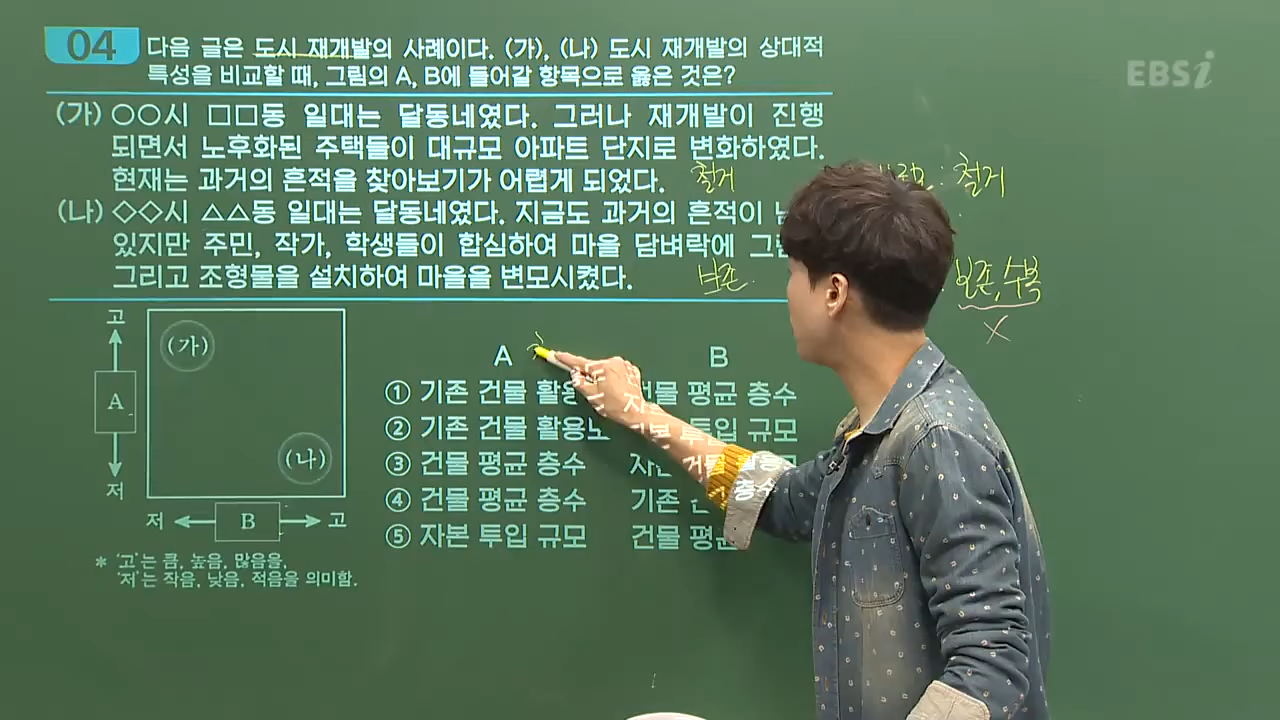 04
다음 글은 도시 재개발의 사례이다. (가), (나) 도시 재개발의 상대적
특성을 비교할 때, 그림의 A, B에 들어갈 항목으로 옳은 것은?
EBSi
(가) ○○시 □□동 일대는 달동네였다. 그러나 재개발이 진행
되면서 노후화된 주택들이 대규모 아파트 단지로 변화하였다.
현재는 과거의 흔적을 찾아보기가 어렵게 되었다. 철거
: 철거
(나) ◇◇시 △△동 일대는 달동네였다. 지금도 과거의 흔적이
있지만 주민, 작가, 학생들이 합심하여 마을 담벼락에
그리고 조형물을 설치하여 마을을 변모시켰다. 보존
보존, 수복
X
고
A
저
(가)
(나)
저 B 고
* '고'는 큼, 높음, 많음을,
'저'는 작음, 낮음, 적음을 의미함.
A B
① 기존 건물 건물 평균 층수
② 기존 건물 활용도 투입 규모
③ 건물 평균 층수
④ 건물 평균 층수 기존
⑤ 자본 투입 규모 건물 평균